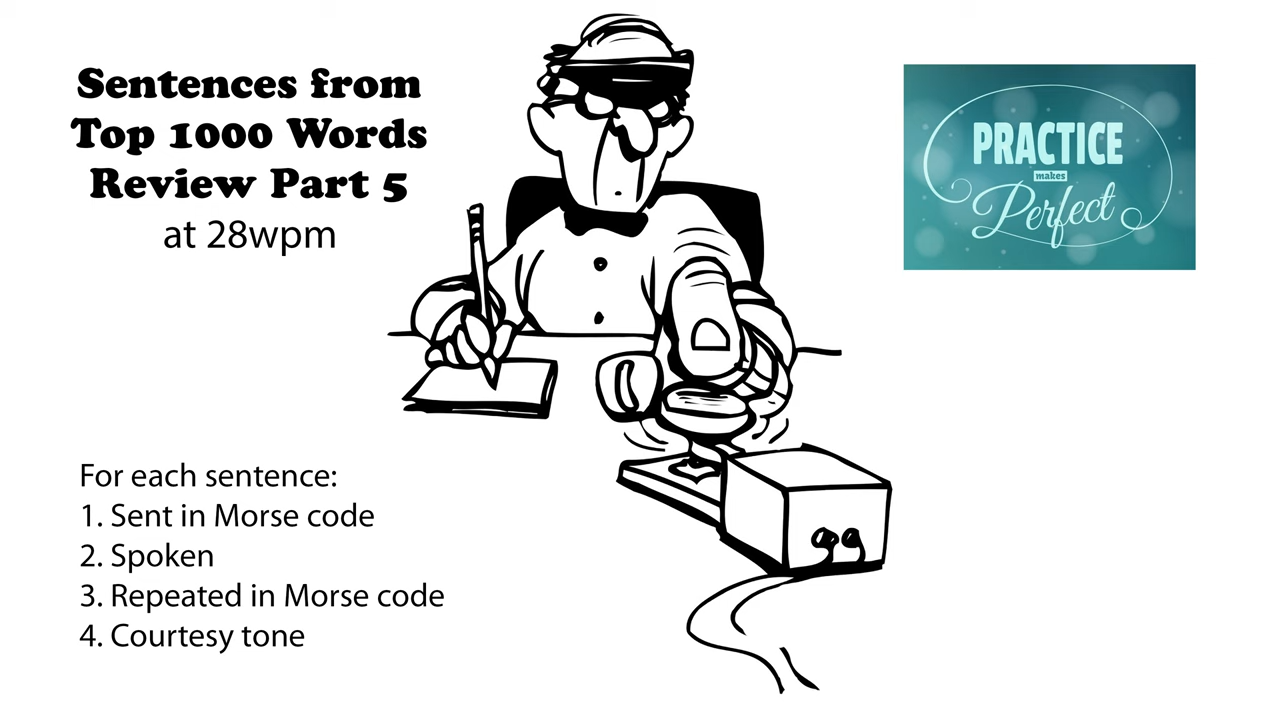 Sentences from
Top 1000 Words
Review Part 5
at 28wpm
PRACTICE
makes
Perfect
For each sentence:
1. Sent in Morse code
2. Spoken
3. Repeated in Morse code
4. Courtesy tone